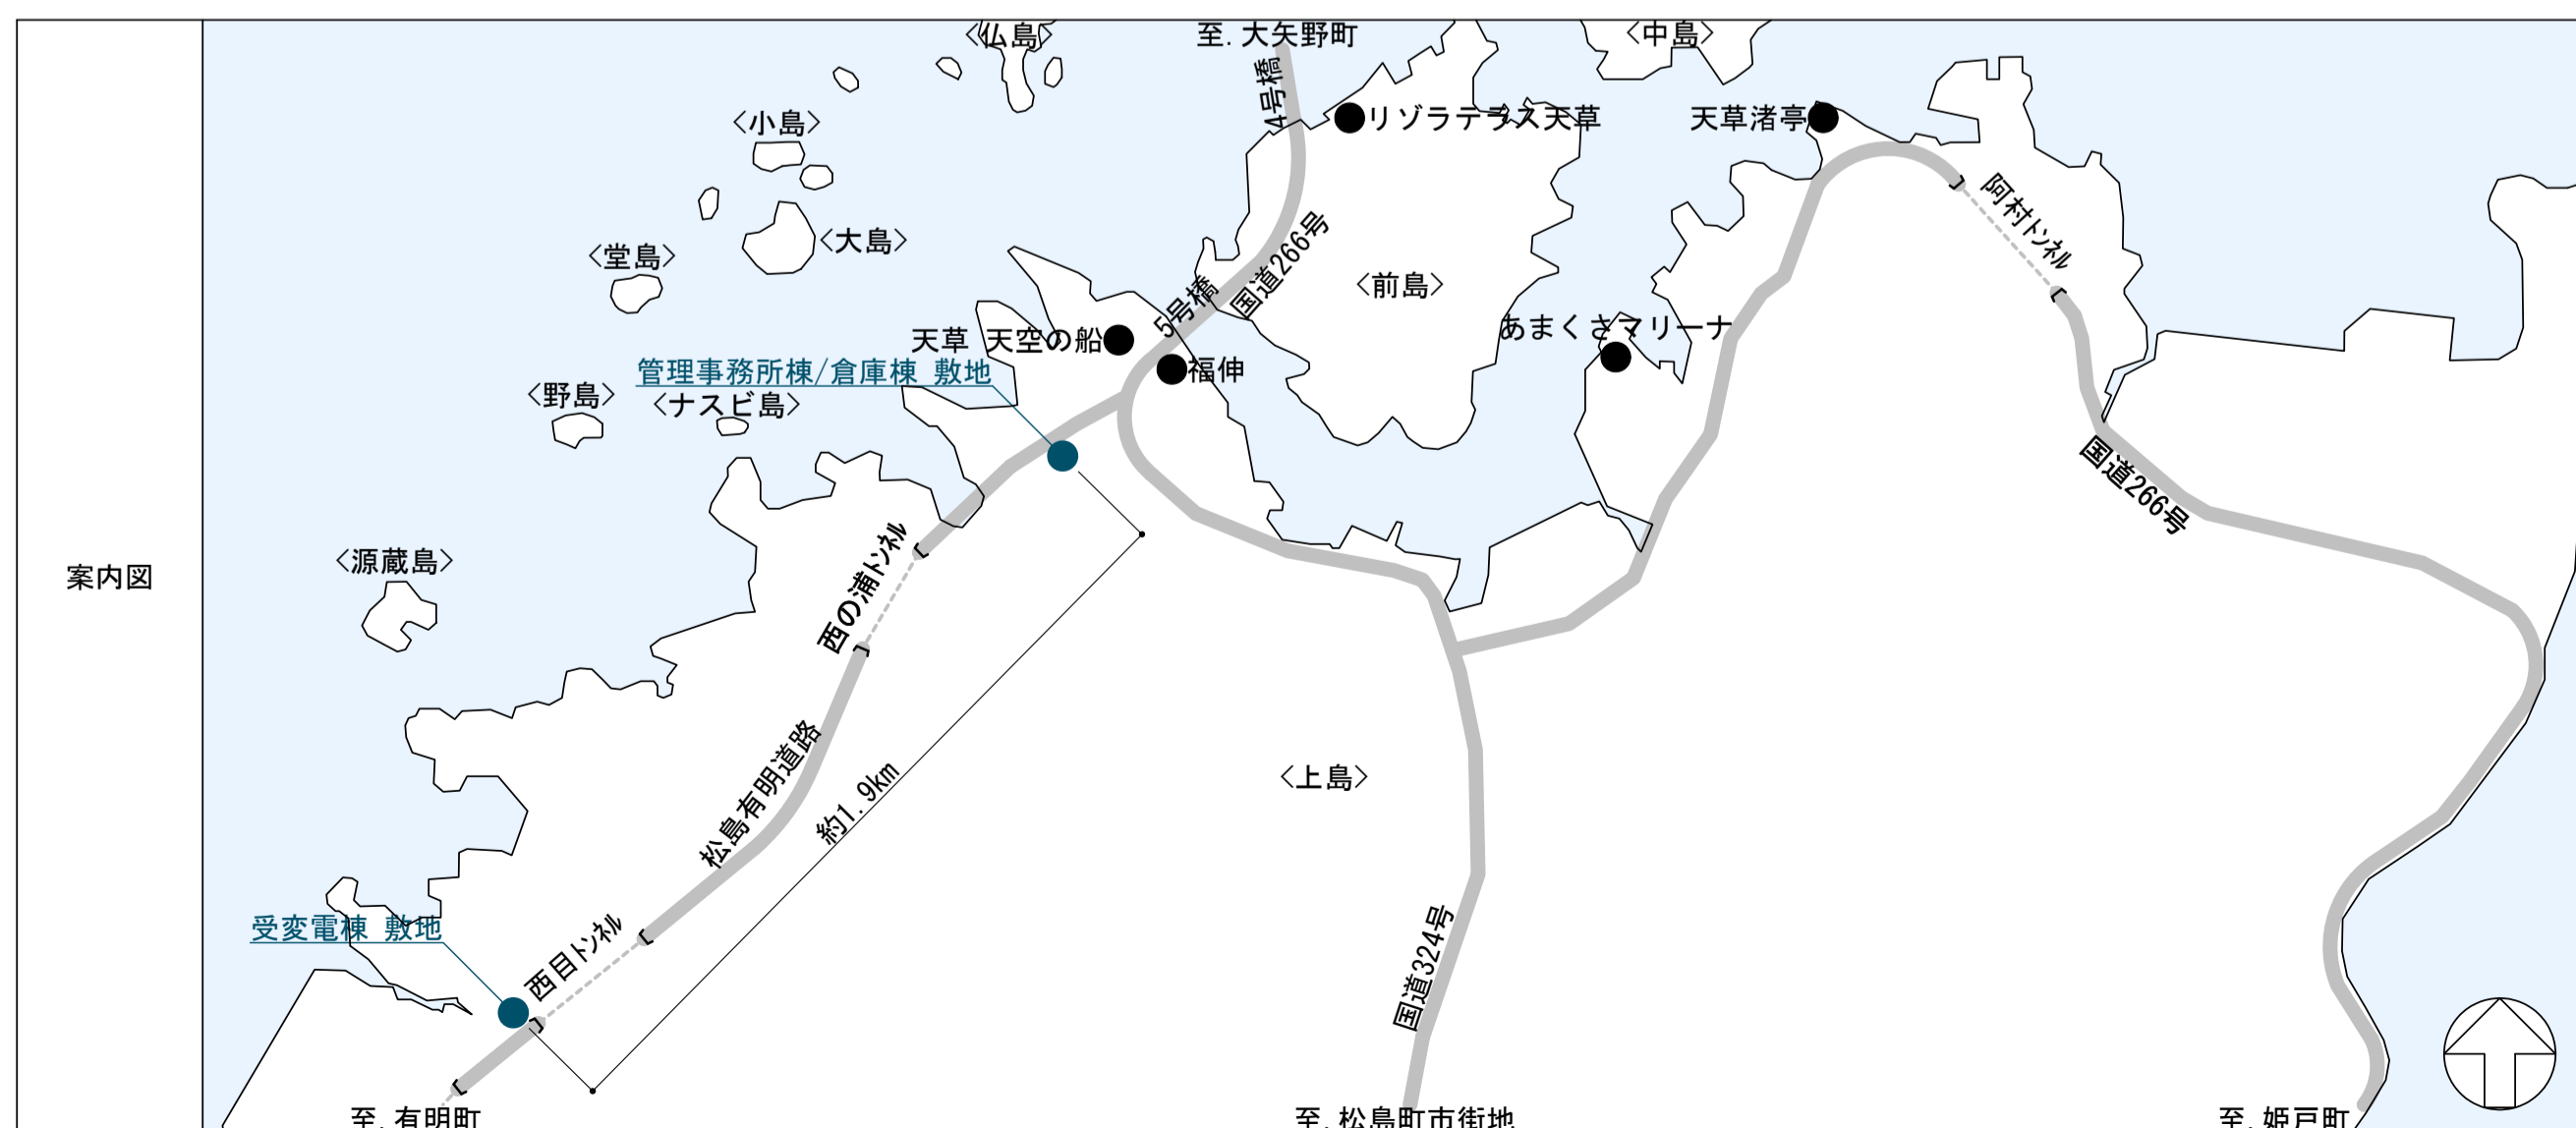 案内図
<仏島>
至.大矢野町
<中島>
4号橋
リゾラテラス天草
天草渚亭
<小島>
阿村トンネル
<大島>
<堂島>
国道266号
<前島>
5号橋
あまくさマリーナ
天草 天空の船
福伸
管理事務所棟/倉庫棟 敷地
<野島>
<ナスビ島>
国道266号
<源蔵島>
西の浦トンネル
松島有明道路
約1.9km
<上島>
受変電棟 敷地
西目トンネル
国道324号
至.有明町
至.松島町市街地
至.姫戸町